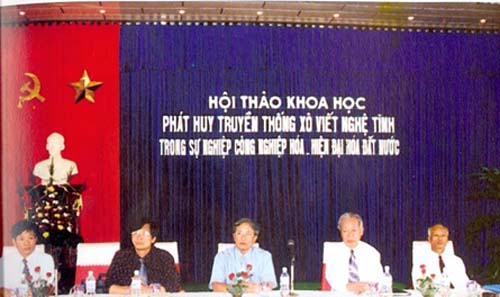 HỘI THẢO KHOA HỌC
PHÁT HUY TRUYỀN THỐNG XÔ VIẾT NGHỆ TĨNH
TRONG SỰ NGHIỆP CÔNG NGHIỆP HÓA, HIỆN ĐẠI HÓA ĐẤT NƯỚC